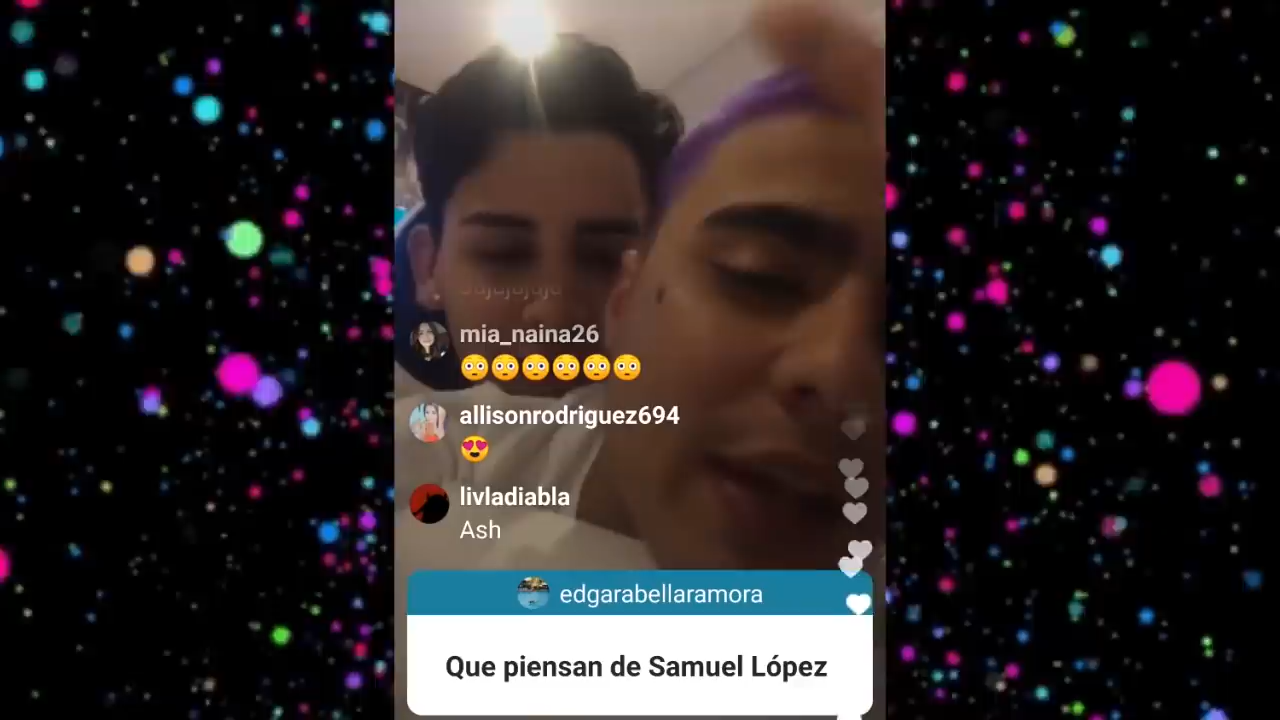 mia_naina26
😳😳😳😳😳😳
allisonrodriguez694
😍
livladiabla
Ash
edgarabellaramora
Que piensan de Samuel López